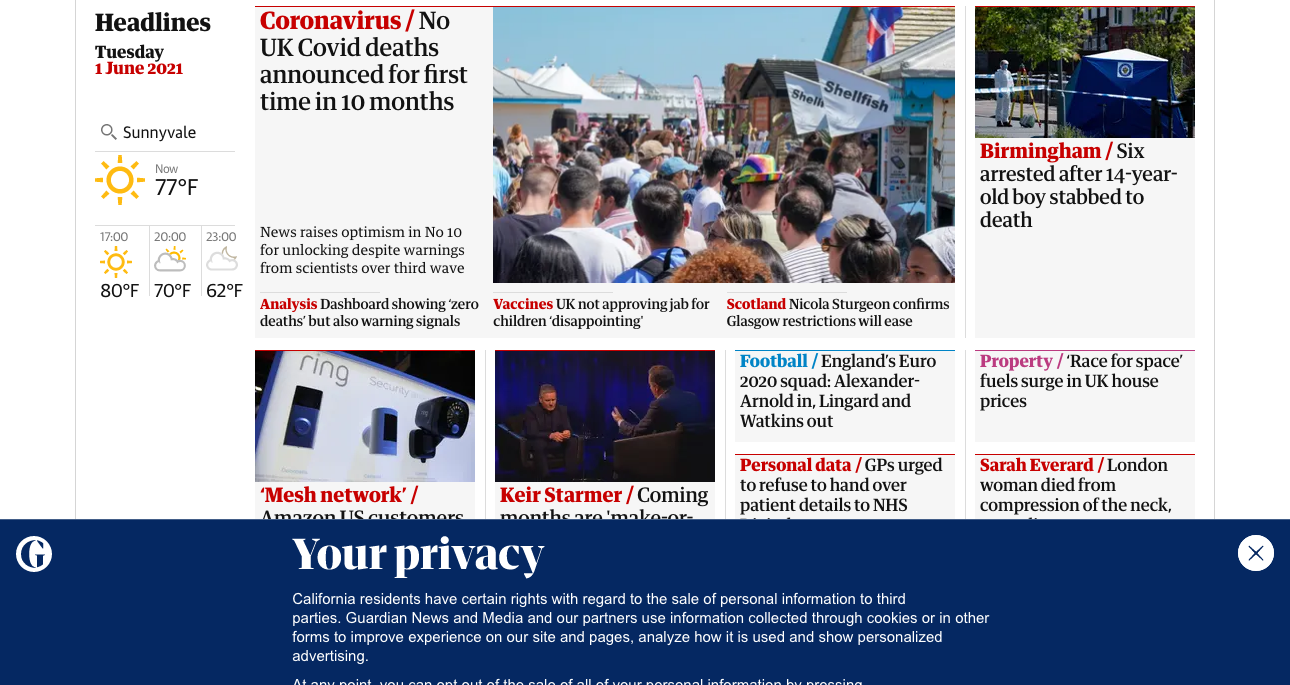 Headlines
Tuesday
1 June 2021
Sunnyvale
Now
77°F
17:00
20:00
23:00
80°F
70°F
62°F
Coronavirus / No
UK Covid deaths
announced for first
time in 10 months
News raises optimism in No 10
for unlocking despite warnings
from scientists over third wave
Shell
Shellfish
Analysis Dashboard showing ‘zero
deaths’ but also warning signals
Vaccines UK not approving jab for
children ‘disappointing’
Scotland Nicola Sturgeon confirms
Glasgow restrictions will ease
Birmingham / Six
arrested after 14-year-
old boy stabbed to
death
ring
Security
‘Mesh network’ /
Amazon US customers
Keir Starmer / Coming
months are 'make-or-
Football / England’s Euro
2020 squad: Alexander-
Arnold in, Lingard and
Watkins out
Personal data / GPs urged
to refuse to hand over
patient details to NHS
Property / ‘Race for space’
fuels surge in UK house
prices
Sarah Everard / London
woman died from
compression of the neck,
G
Your privacy
California residents have certain rights with regard to the sale of personal information to third
parties. Guardian News and Media and our partners use information collected through cookies or in other
forms to improve experience on our site and pages, analyze how it is used and show personalized
advertising.
At any point, you can opt out of the sale of all of your personal information by pressing